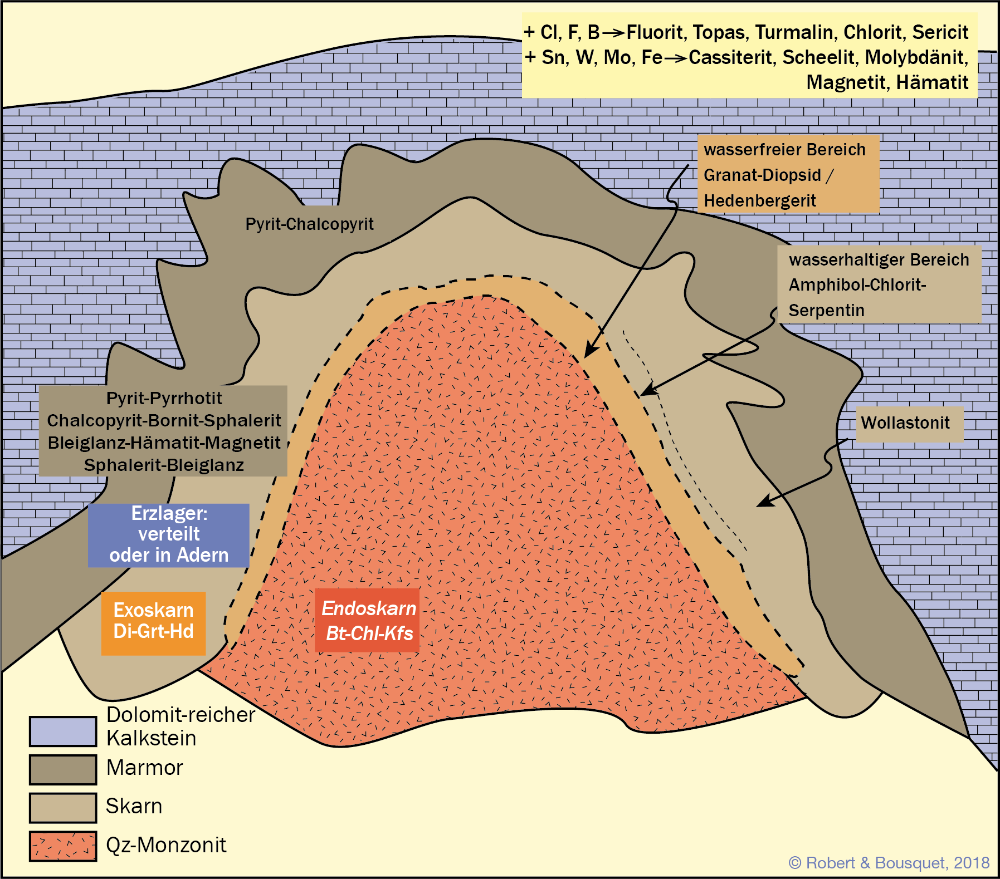 + Cl, F, B→Fluorit, Topas, Turmalin, Chlorit, Sericit
+ Sn, W, Mo, Fe→Cassiterit, Scheelit, Molybdänit,
Magnetit, Hämatit
wasserfreier Bereich
Granat-Diopsid /
Hedenbergerit
Pyrit-Chalcopyrit
wasserhaltiger Bereich
Amphibol-Chlorit-
Serpentin
Pyrit-Pyrrhotit
Chalcopyrit-Bornit-Sphalerit
Bleiglanz-Hämatit-Magnetit
Sphalerit-Bleiglanz
Wollastonit
Erzlager:
verteilt
oder in Adern
Exoskarn
Di-Grt-Hd
Endoskarn
Bt-Chl-Kfs
Dolomit-reicher
Kalkstein
Marmor
Skarn
Qz-Monzonit
© Robert & Bousquet, 2018